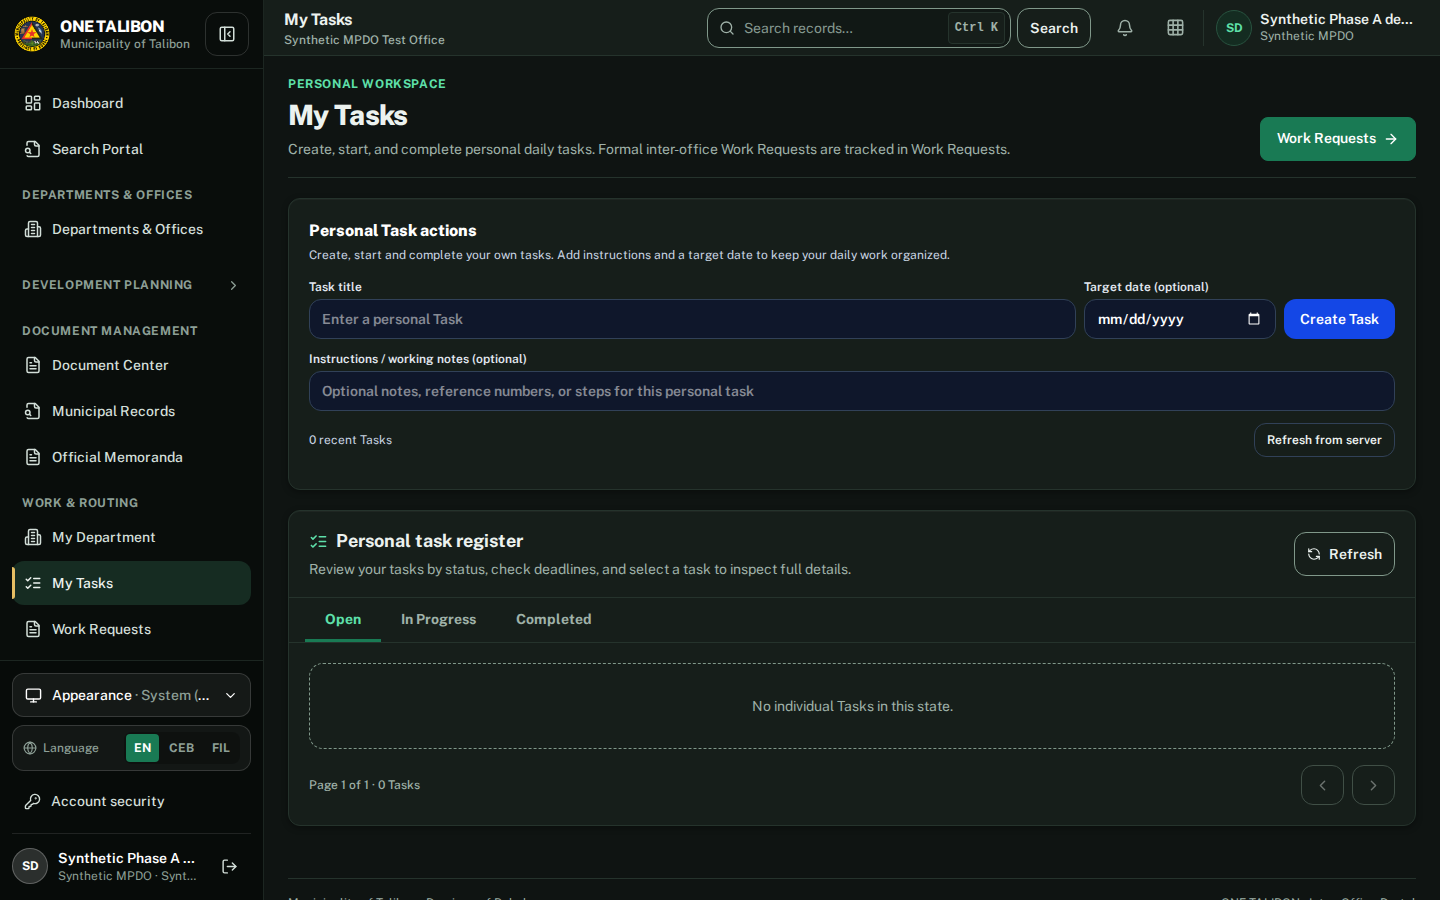 ONE TALIBON
Municipality of Talibon
Dashboard
Search Portal
DEPARTMENTS & OFFICES
Departments & Offices
DEVELOPMENT PLANNING
DOCUMENT MANAGEMENT
Document Center
Municipal Records
Official Memoranda
WORK & ROUTING
My Department
My Tasks
Work Requests
Appearance · System (...
Language EN CEB FIL
Account security
SD
Synthetic Phase A ...
Synthetic MPDO · Synt...
My Tasks
Synthetic MPDO Test Office
Search records... Ctrl K
Search
SD
Synthetic Phase A de...
Synthetic MPDO
PERSONAL WORKSPACE
My Tasks
Create, start, and complete personal daily tasks. Formal inter-office Work Requests are tracked in Work Requests.
Work Requests
Personal Task actions
Create, start and complete your own tasks. Add instructions and a target date to keep your daily work organized.
Task title
Enter a personal Task
Target date (optional)
mm/dd/yyyy
Create Task
Instructions / working notes (optional)
Optional notes, reference numbers, or steps for this personal task
0 recent Tasks
Refresh from server
Personal task register
Review your tasks by status, check deadlines, and select a task to inspect full details.
Refresh
Open In Progress Completed
No individual Tasks in this state.
Page 1 of 1 · 0 Tasks